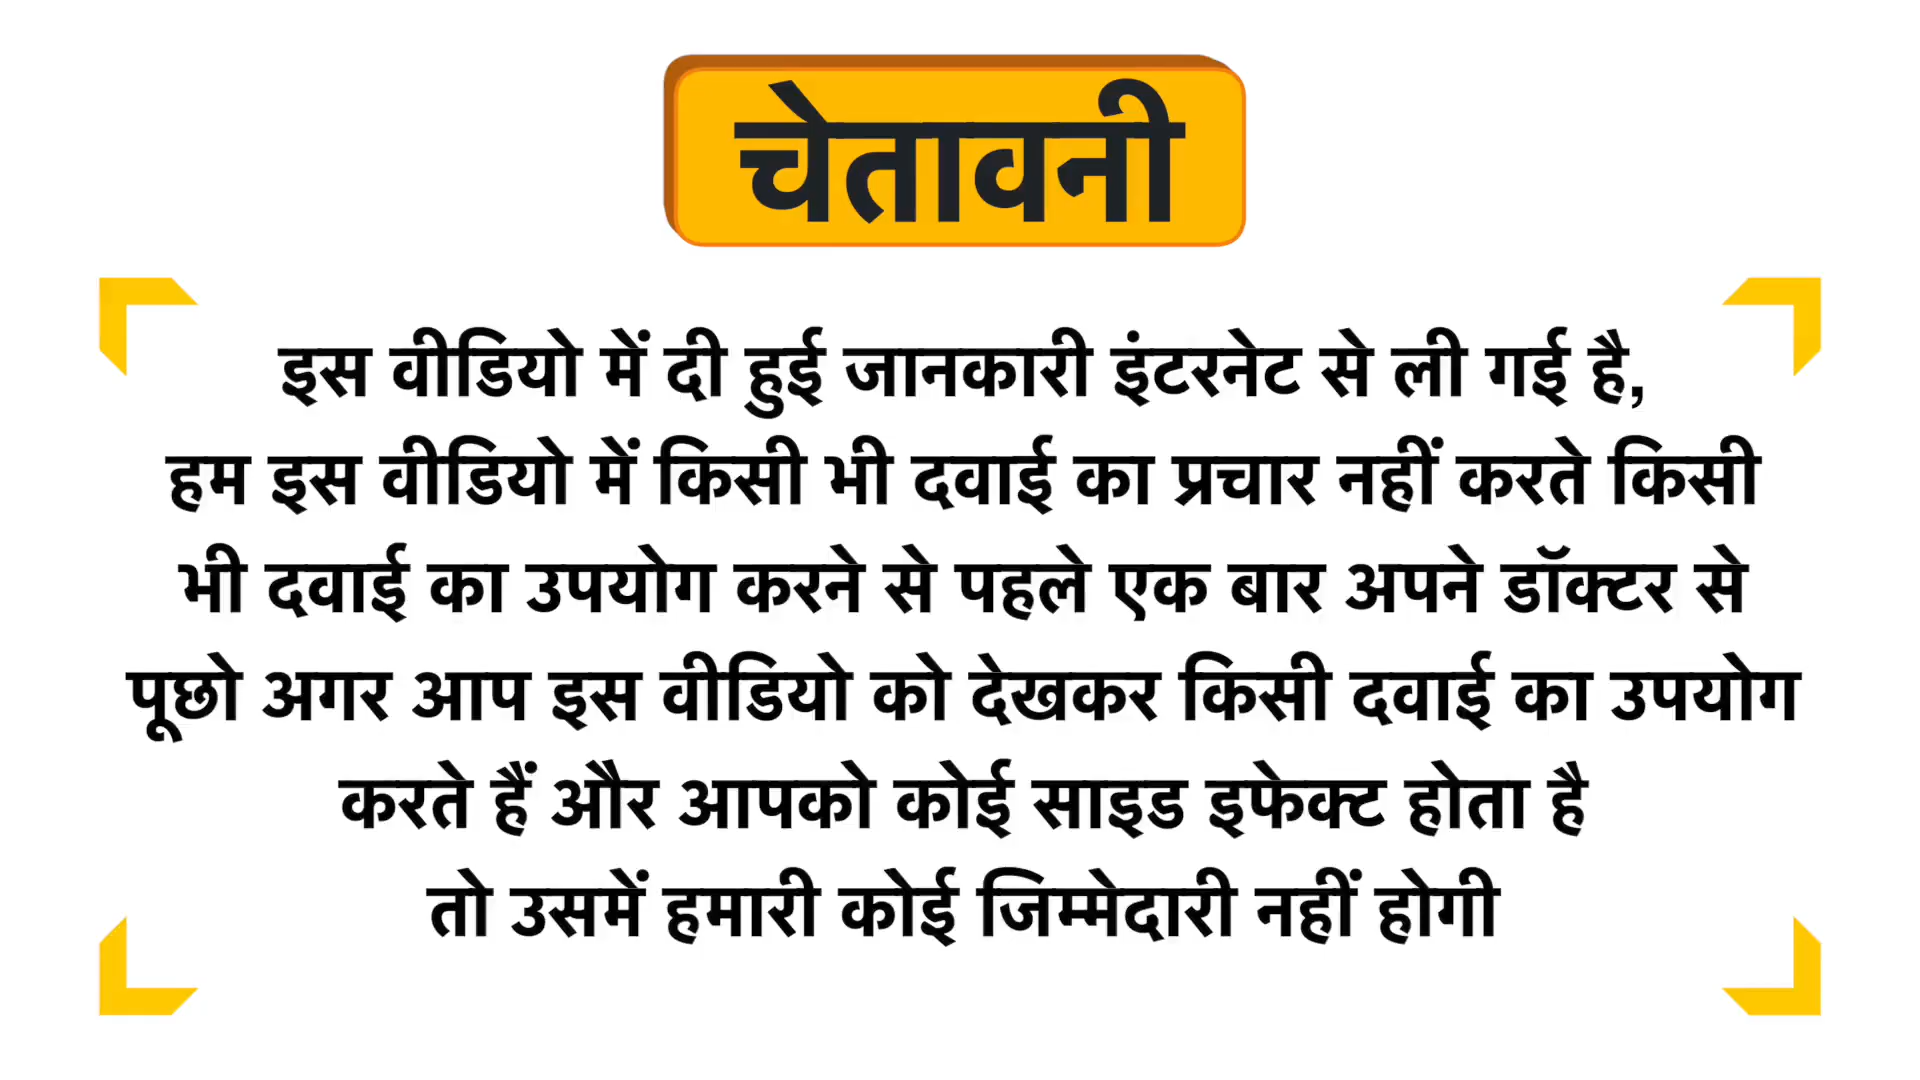 चेतावनी
इस वीडियो में दी हुई जानकारी इंटरनेट से ली गई है,
हम इस वीडियो में किसी भी दवाई का प्रचार नहीं करते किसी
भी दवाई का उपयोग करने से पहले एक बार अपने डॉक्टर से
पूछो अगर आप इस वीडियो को देखकर किसी दवाई का उपयोग
करते हैं और आपको कोई साइड इफेक्ट होता है
तो उसमें हमारी कोई जिम्मेदारी नहीं होगी